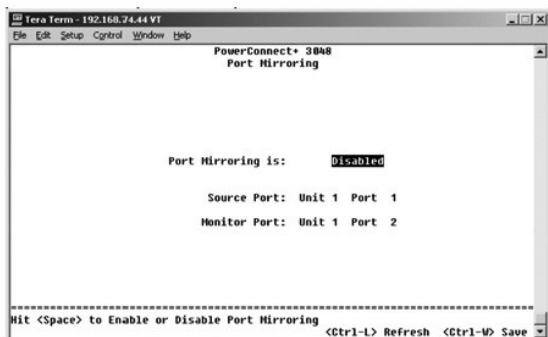 Tera Term - 192.168.74.44 VT
File Edit Setup Control Window Help
PowerConnect+ 3048
Port Mirroring
Port Mirroring is: Disabled
Source Port: Unit 1 Port 1
Monitor Port: Unit 1 Port 2
Hit <Space> to Enable or Disable Port Mirroring
<Ctrl-L> Refresh <Ctrl-W> Save